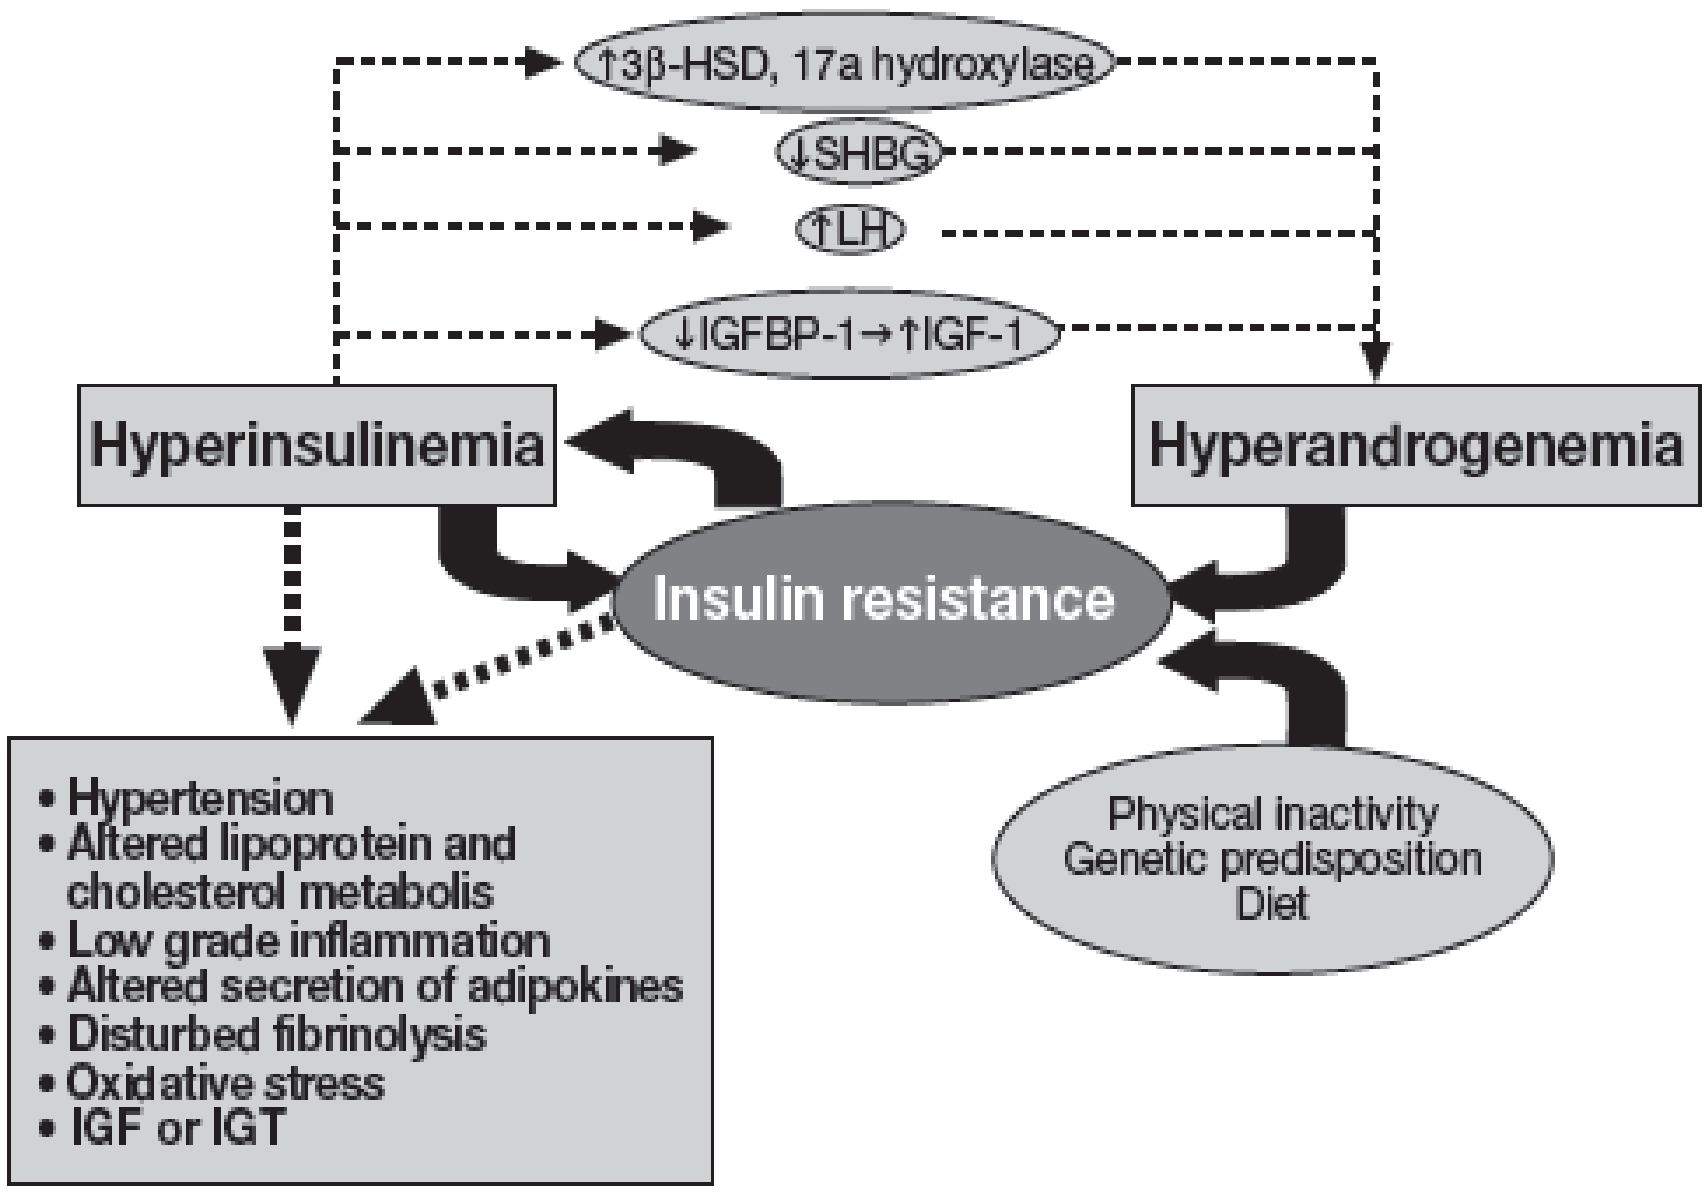 ↑3β-HSD, 17a hydroxylase
↓SHBG
↑LH
↓IGFBP-1→↑IGF-1
Hyperinsulinemia
Hyperandrogenemia
Insulin resistance
• Hypertension
• Altered lipoprotein and
cholesterol metabolis
• Low grade inflammation
• Altered secretion of adipokines
• Disturbed fibrinolysis
• Oxidative stress
• IGF or IGT
Physical inactivity
Genetic predisposition
Diet